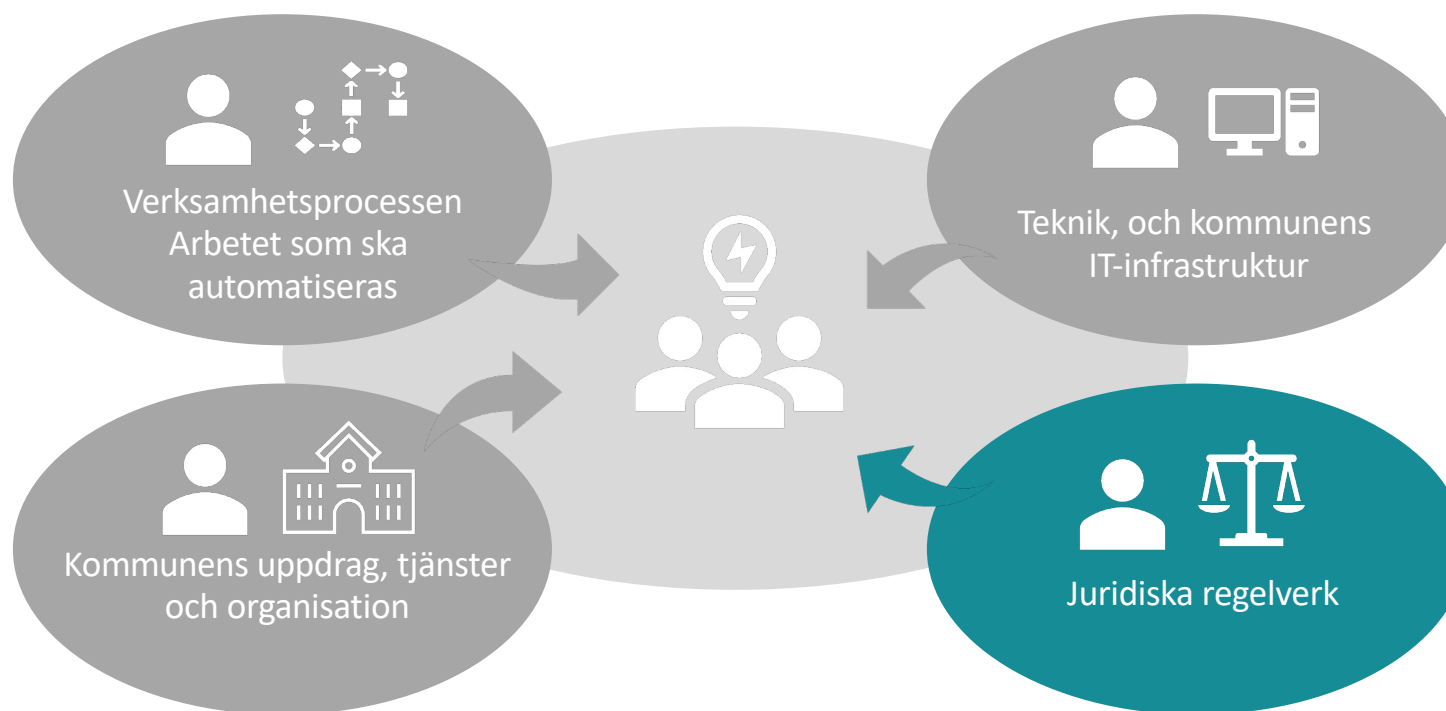 Verksamhetsprocessen
Arbetet som ska
automatiseras
Teknik, och kommunens
IT-infrastruktur
Kommunens uppdrag, tjänster
och organisation
Juridiska regelverk